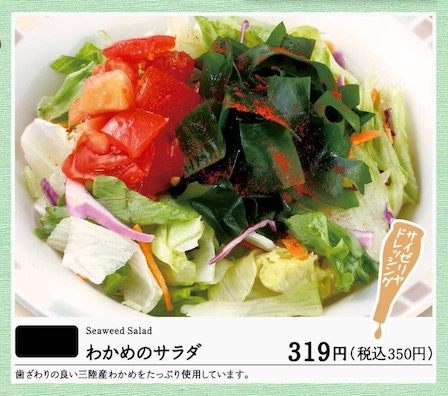 サイゼリヤ
ドレッシング
Seaweed Salad
わかめのサラダ
319円(税込350円)
歯ざわりの良い三陸産わかめをたっぷり使用しています。